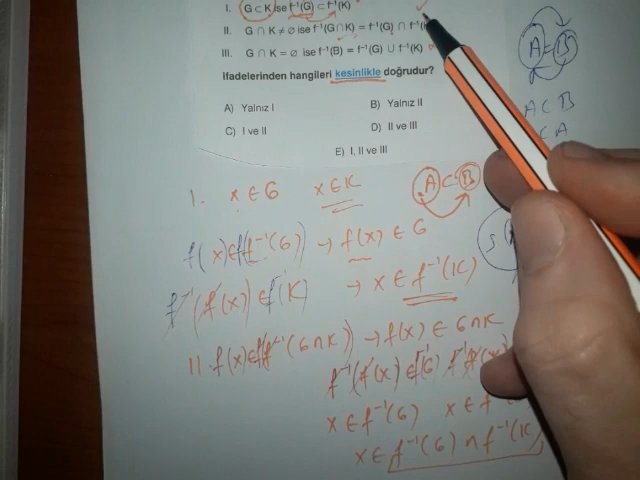 I. G ⊂ K ise f⁻¹(G) ⊂ f⁻¹(K)
II. G ∩ K ≠ ∅ ise f⁻¹(G∩K) = f⁻¹(G) ∩ f⁻¹(
III. G ∩ K = ∅ ise f⁻¹(B) = f⁻¹(G) ∪ f⁻¹(K)
ifadelerinden hangileri kesinlikle doğrudur?
A) Yalnız I
B) Yalnız II
C) I ve II
D) II ve III
E) I, II ve III
A B
A ⊂ B
⊂ A
I. x ∈ G x ∈ K
A ⊂ B
f(x) ∈ f(f⁻¹(G)) → f(x) ∈ G
f⁻¹(f(x)) ∈ f⁻¹(K) → x ∈ f⁻¹(K)
II. f(x) ∈ f(f⁻¹(G∩K)) → f(x) ∈ G∩K
f⁻¹(f(x)) ∈ f⁻¹(G) f⁻¹(f(x)
x ∈ f⁻¹(G) x ∈ f
x ∈ f⁻¹(G) ∩ f⁻¹(K